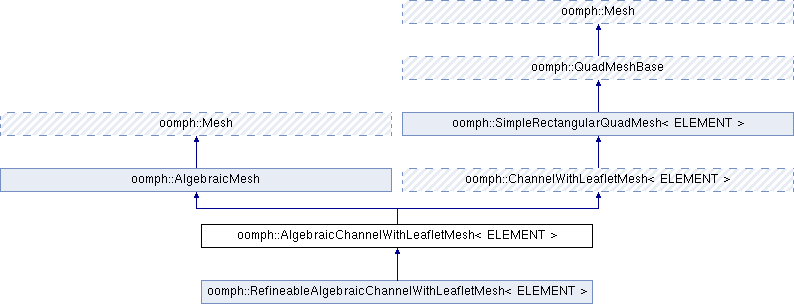 oomph::Mesh
oomph::QuadMeshBase
oomph::Mesh
oomph::SimpleRectangularQuadMesh< ELEMENT >
oomph::AlgebraicMesh
oomph::ChannelWithLeafletMesh< ELEMENT >
oomph::AlgebraicChannelWithLeafletMesh< ELEMENT >
oomph::RefineableAlgebraicChannelWithLeafletMesh< ELEMENT >